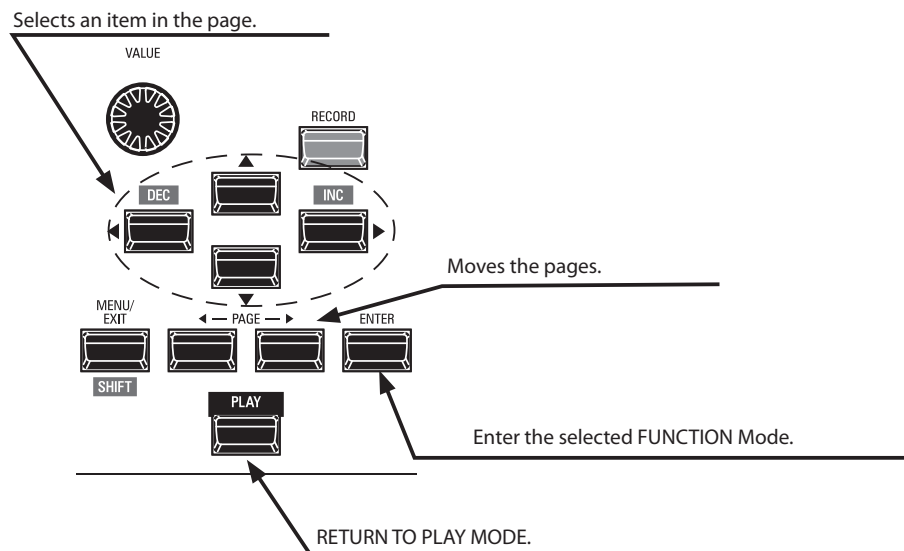 Selects an item in the page.
VALUE
RECORD
DEC
INC
Moves the pages.
MENU/
EXIT
◀ — PAGE — ▶
ENTER
SHIFT
PLAY
Enter the selected FUNCTION Mode.
RETURN TO PLAY MODE.